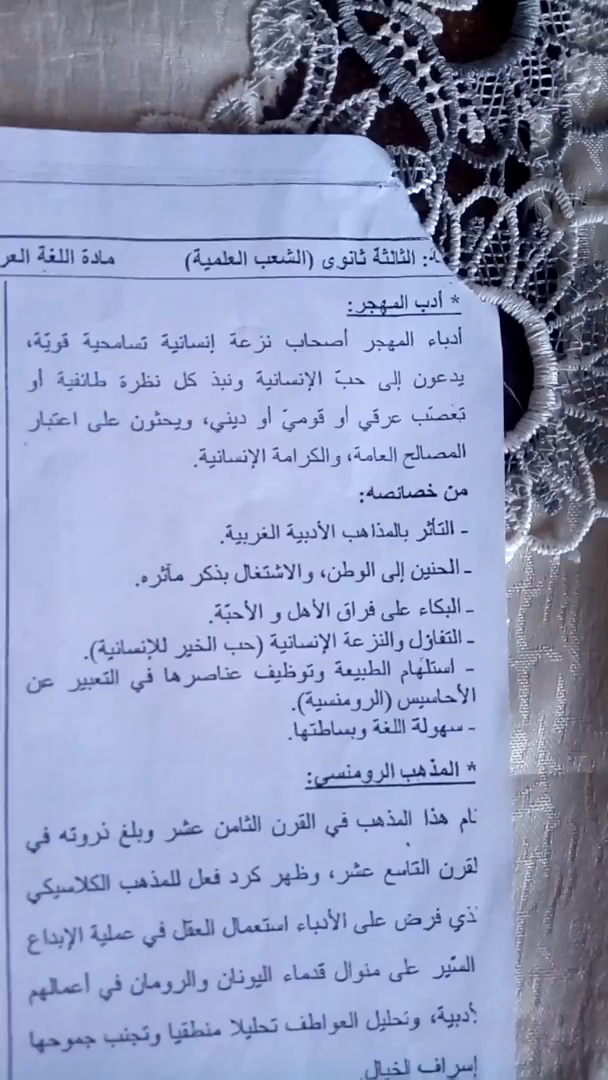 : الثالثة ثانوي (الشعب العلمية) مادة اللغة العر
* أدب المهجر:
أدباء المهجر أصحاب نزعة إنسانية تسامحية قويّة،
يدعون إلى حبّ الإنسانية ونبذ كل نظرة طائفية أو
تعصّب عرقي أو قوميّ أو ديني، ويحثون على اعتبار
المصالح العامة، والكرامة الإنسانية.
من خصائصه:
- التأثر بالمذاهب الأدبية الغربية.
- الحنين إلى الوطن، والاشتغال بذكر مآثره.
- البكاء على فراق الأهل و الأحبّة.
- التفاؤل والنزعة الإنسانية (حب الخير للإنسانية).
- استلهام الطبيعة وتوظيف عناصرها في التعبير عن
الأحاسيس (الرومنسية).
- سهولة اللغة وبساطتها.
* المذهب الرومنسي:
ام هذا المذهب في القرن الثامن عشر وبلغ ذروته في
لقرن التاسع عشر، وظهر كرد فعل للمذهب الكلاسيكي
ذي فرض على الأدباء استعمال العقل في عملية الإبداع
السّير على منوال قدماء اليونان والرومان في أعمالهم
أدبية، وتحليل العواطف تحليلا منطقيا وتجنب جموحها
إسراف الخيال.